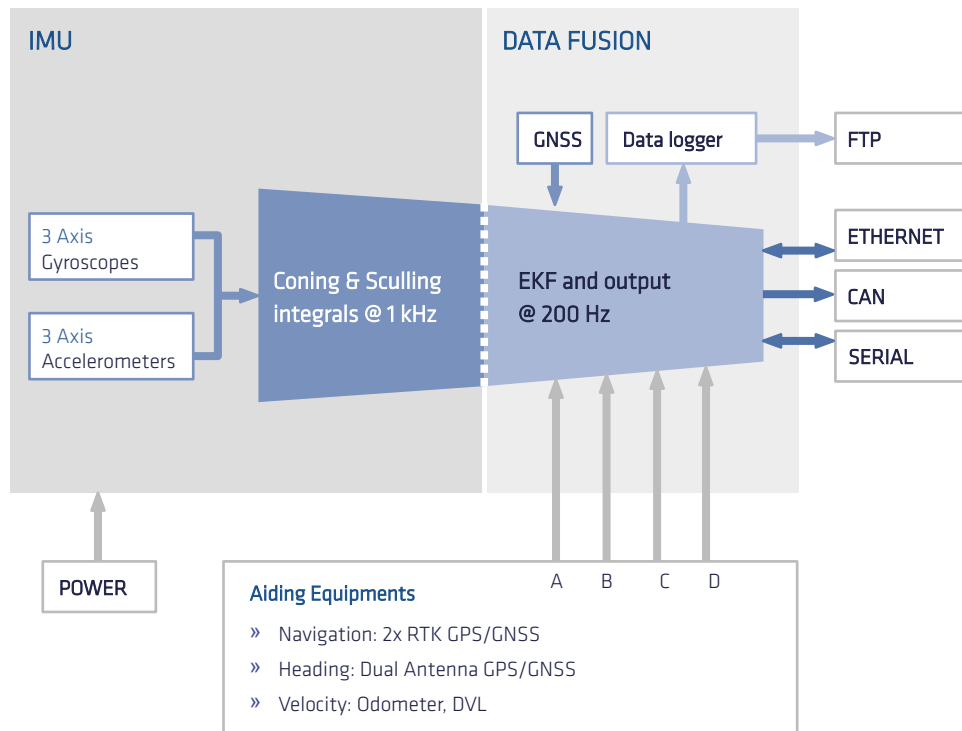 IMU
DATA FUSION
GNSS
Data logger
FTP
3 Axis
Gyroscopes
3 Axis
Accelerometers
Coning & Sculling
integrals @ 1 kHz
EKF and output
@ 200 Hz
ETHERNET
CAN
SERIAL
POWER
A B C D
Aiding Equipments
» Navigation: 2x RTK GPS/GNSS
» Heading: Dual Antenna GPS/GNSS
» Velocity: Odometer, DVL